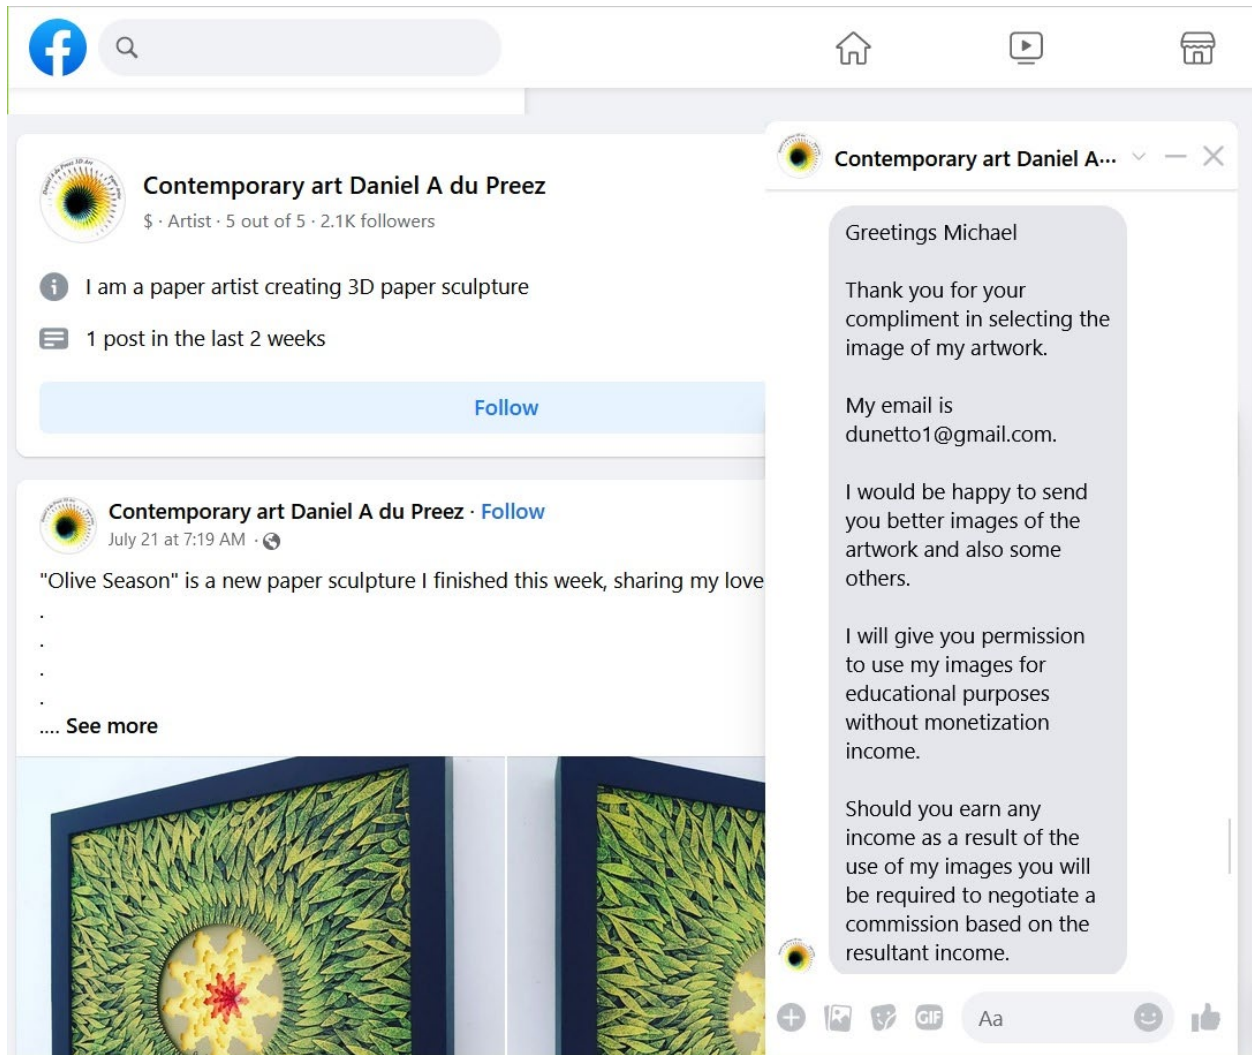 Contemporary art Daniel A du Preez
$ · Artist · 5 out of 5 · 2.1K followers
I am a paper artist creating 3D paper sculpture
1 post in the last 2 weeks
Follow
Contemporary art Daniel A du Preez · Follow
July 21 at 7:19 AM ·
"Olive Season" is a new paper sculpture I finished this week, sharing my love
.
.
.
.
.... See more
Contemporary art Daniel A...
Greetings Michael
Thank you for your
compliment in selecting the
image of my artwork.
My email is
dunetto1@gmail.com.
I would be happy to send
you better images of the
artwork and also some
others.
I will give you permission
to use my images for
educational purposes
without monetization
income.
Should you earn any
income as a result of the
use of my images you will
be required to negotiate a
commission based on the
resultant income.
GIF
Aa